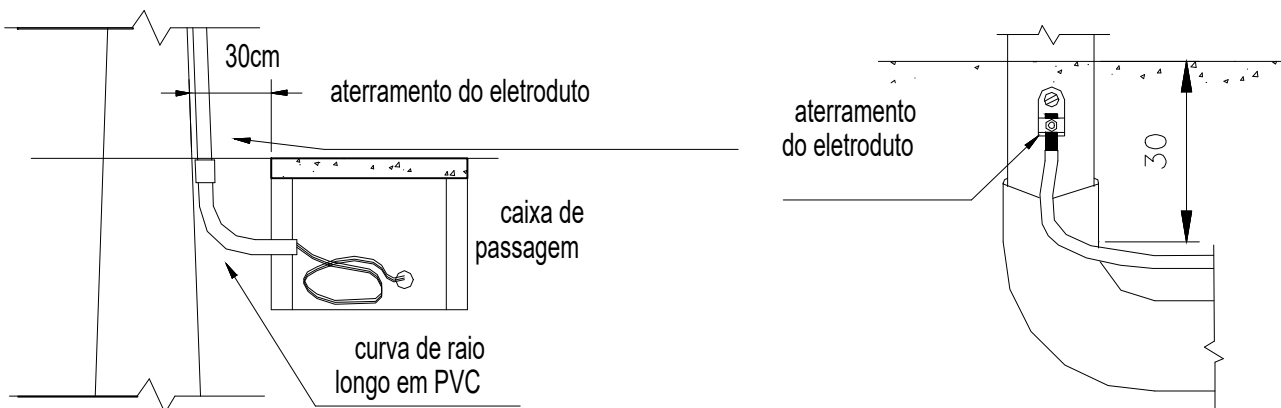 30cm
aterramento do eletroduto
caixa de
passagem
curva de raio
longo em PVC
aterramento
do eletroduto
30